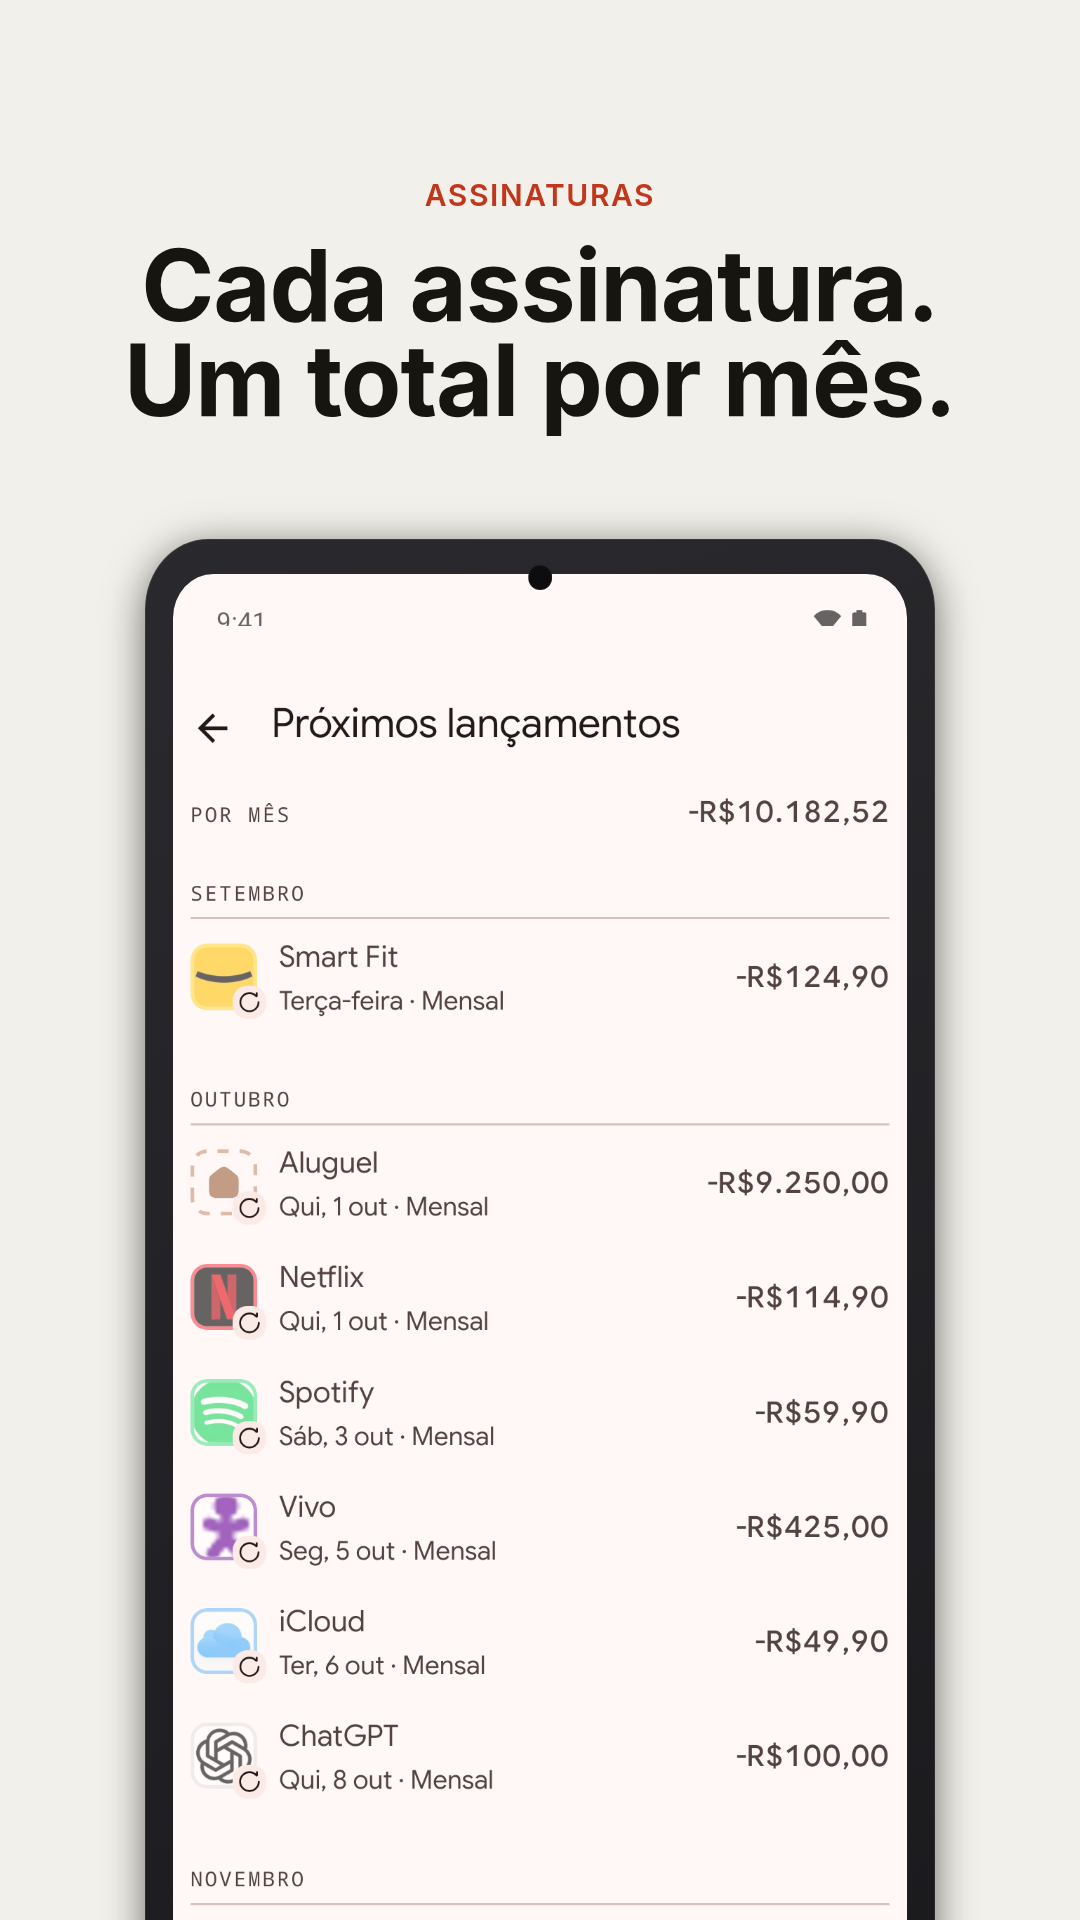 ASSINATURAS
Cada assinatura.
Um total por mês.
9:41
Próximos lançamentos
POR MÊS -R$10.182,52
SETEMBRO
Smart Fit
-R$124,90
Terça-feira · Mensal
OUTUBRO
Aluguel
-R$9.250,00
Qui, 1 out · Mensal
Netflix
-R$114,90
Qui, 1 out · Mensal
Spotify
-R$59,90
Sáb, 3 out · Mensal
Vivo
-R$425,00
Seg, 5 out · Mensal
iCloud
-R$49,90
Ter, 6 out · Mensal
ChatGPT
-R$100,00
Qui, 8 out · Mensal
NOVEMBRO